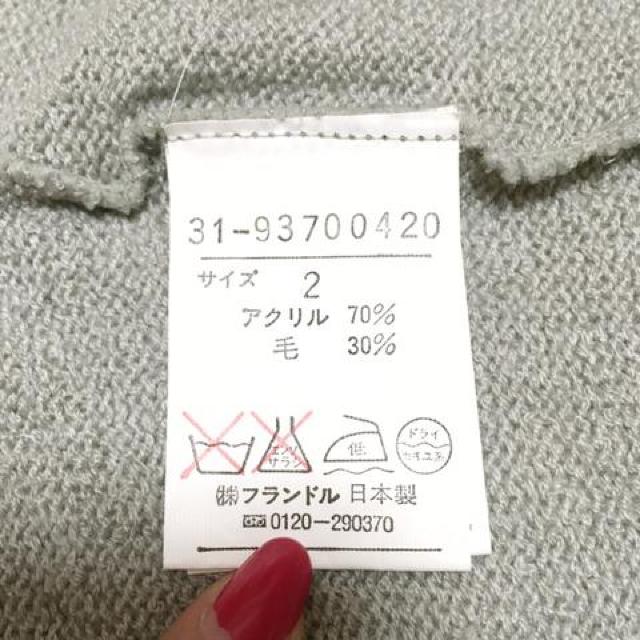 31-93700420
サイズ 2
アクリル 70%
毛 30%
エンソ
サラシ
低
ドライ
セキユ系
㈱フランドル 日本製
0120-290370